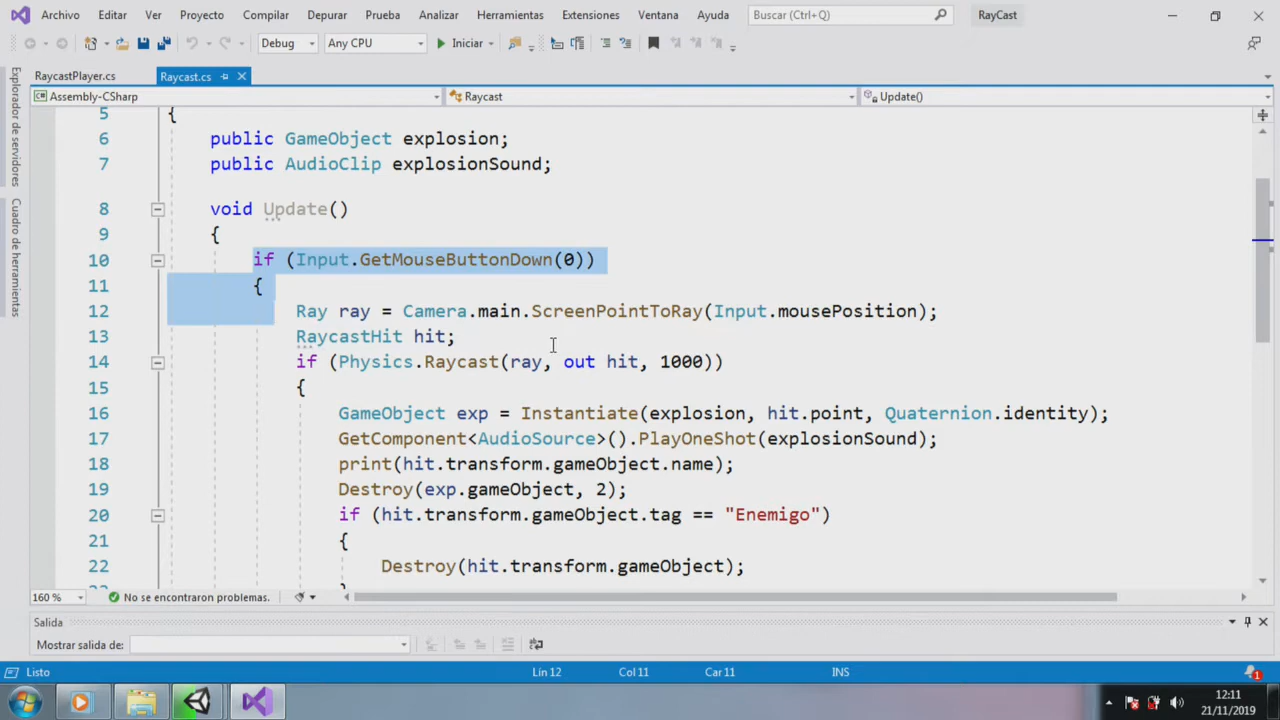 Archivo Editar Ver Proyecto Compilar Depurar Prueba Analizar Herramientas Extensiones Ventana Ayuda Buscar (Ctrl+Q) RayCast
Debug Any CPU Iniciar
RaycastPlayer.cs Raycast.cs
Assembly-CSharp Raycast Update()
Explorador de servidores
Cuadro de herramientas
5 {
6 public GameObject explosion;
7 public AudioClip explosionSound;
8 void Update()
9 {
10 if (Input.GetMouseButtonDown(0))
11 {
12 Ray ray = Camera.main.ScreenPointToRay(Input.mousePosition);
13 RaycastHit hit;
14 if (Physics.Raycast(ray, out hit, 1000))
15 {
16 GameObject exp = Instantiate(explosion, hit.point, Quaternion.identity);
17 GetComponent<AudioSource>().PlayOneShot(explosionSound);
18 print(hit.transform.gameObject.name);
19 Destroy(exp.gameObject, 2);
20 if (hit.transform.gameObject.tag == "Enemigo")
21 {
22 Destroy(hit.transform.gameObject);
23 }
160 % No se encontraron problemas.
Salida
Mostrar salida de:
Listo Lín 12 Col 11 Car 11 INS 1
12:11
21/11/2019